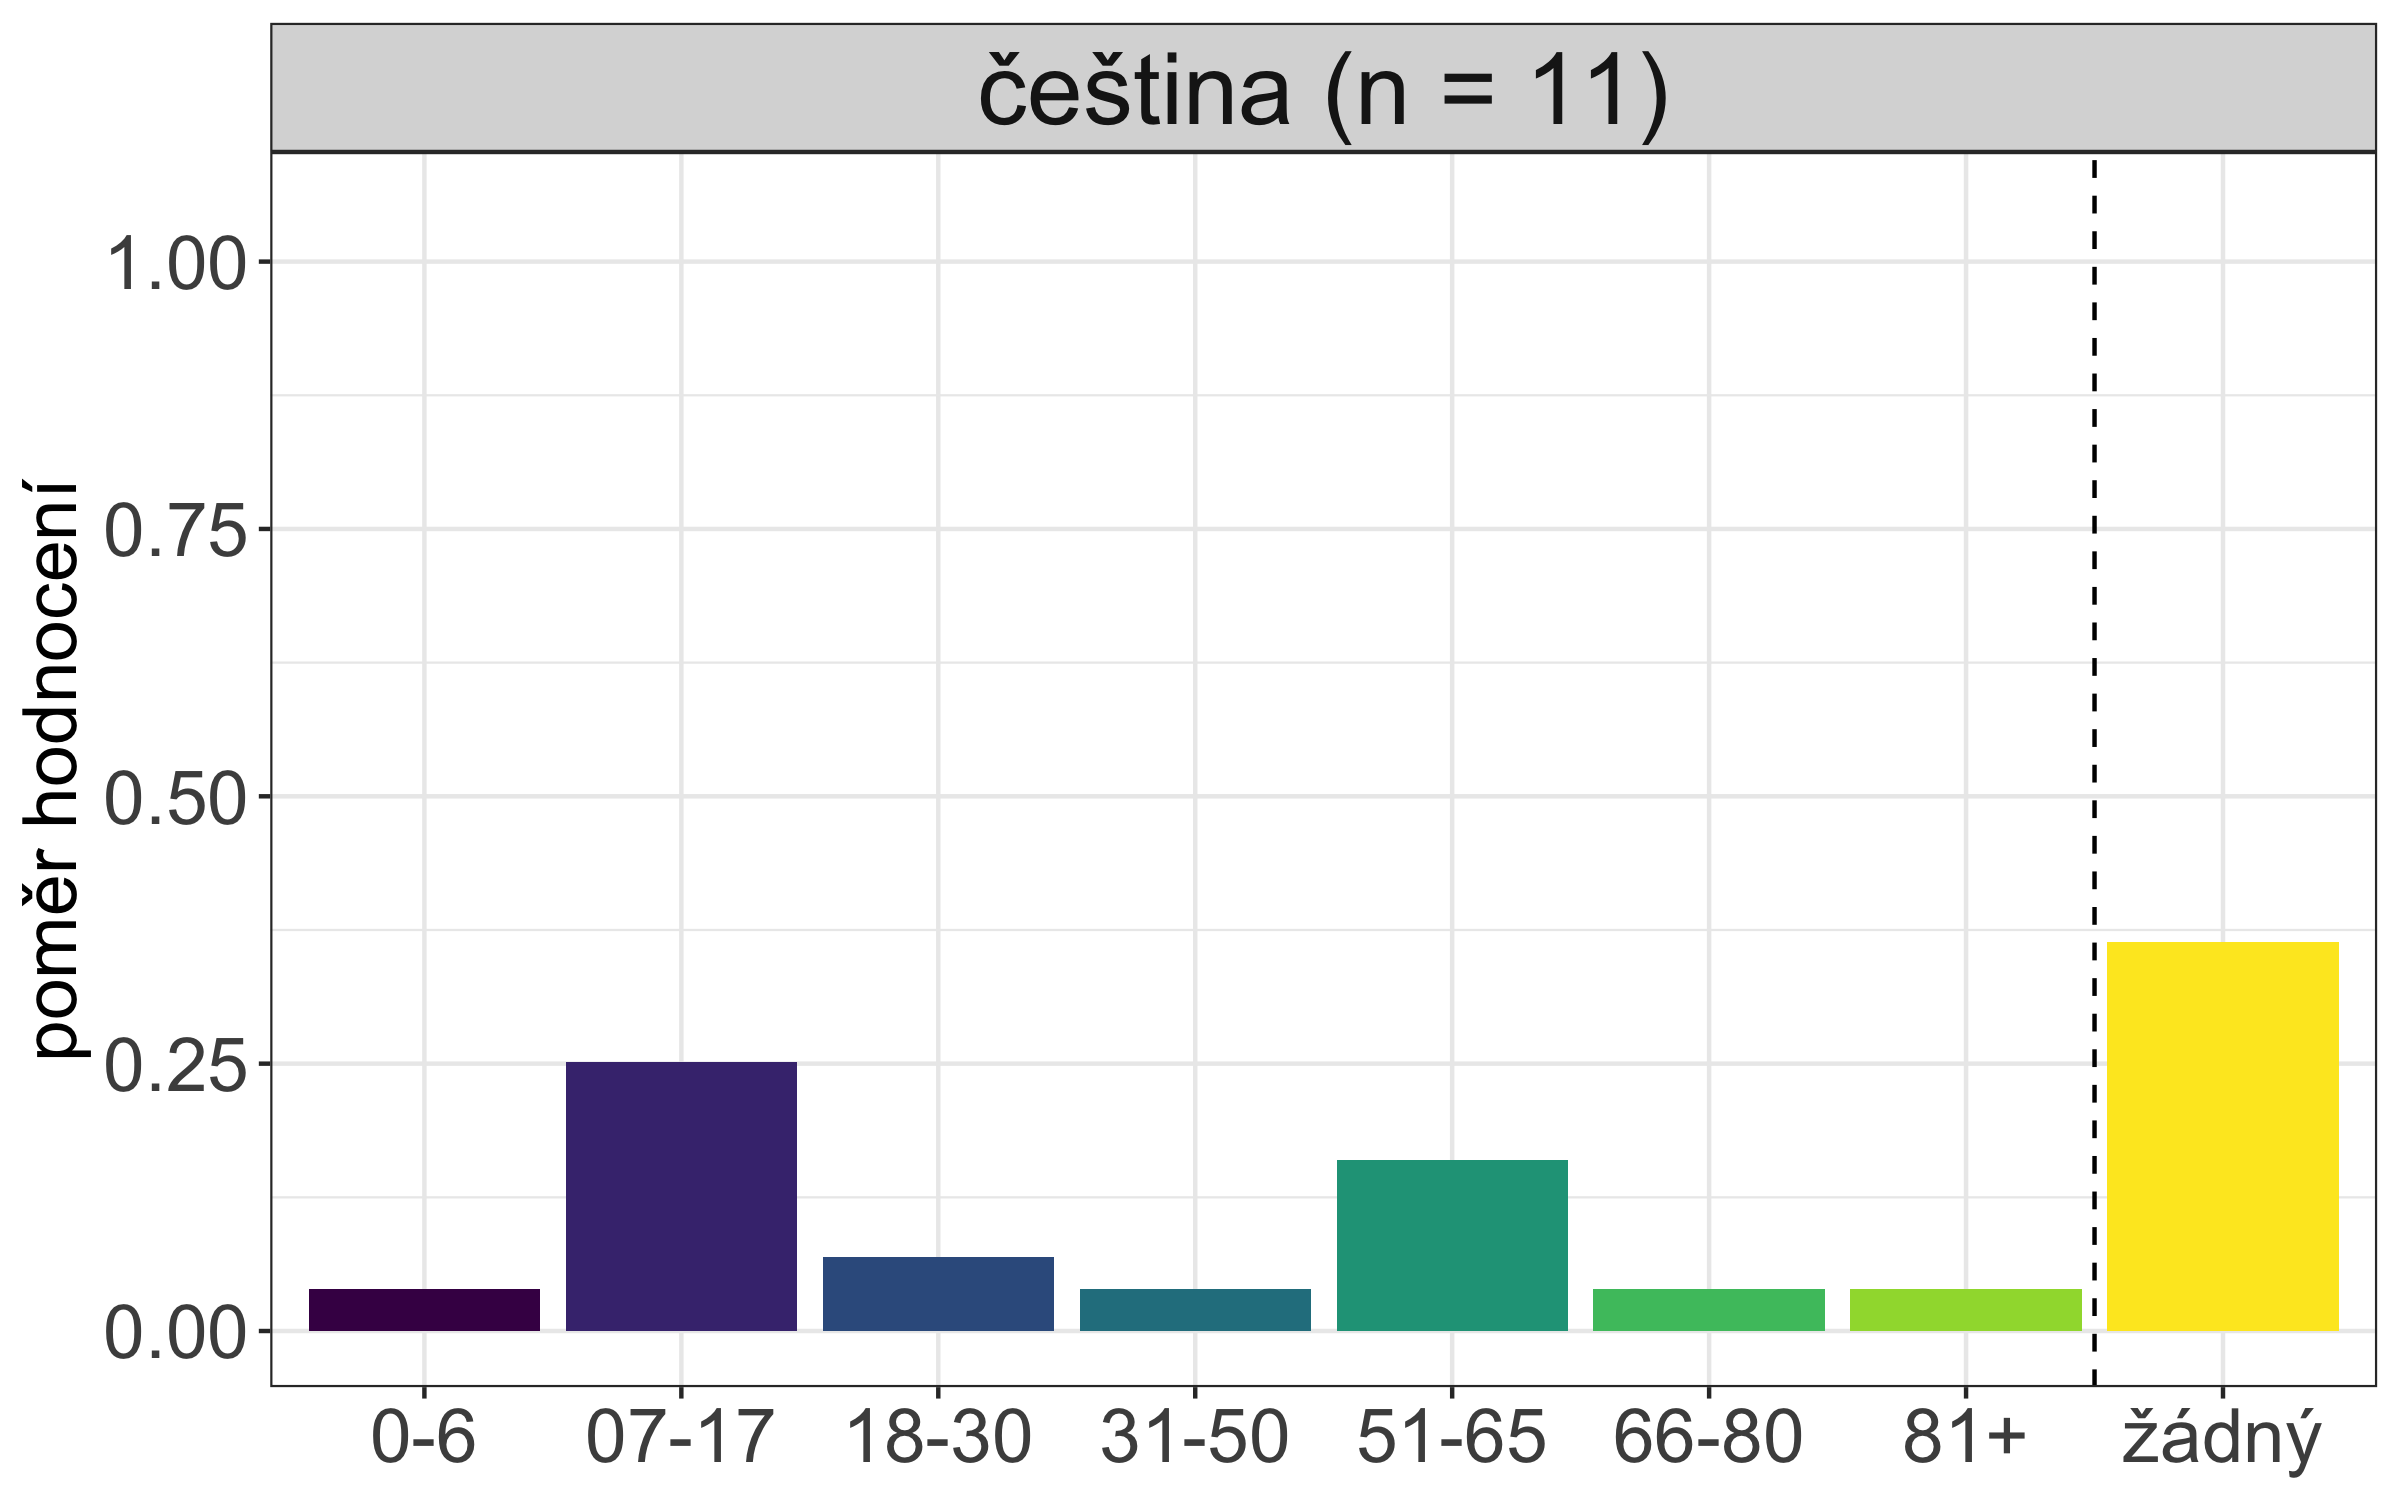 čeština (n = 11)
poměr hodnocení
1.00
0.75
0.50
0.25
0.00
0-6 07-17 18-30 31-50 51-65 66-80 81+ žádný